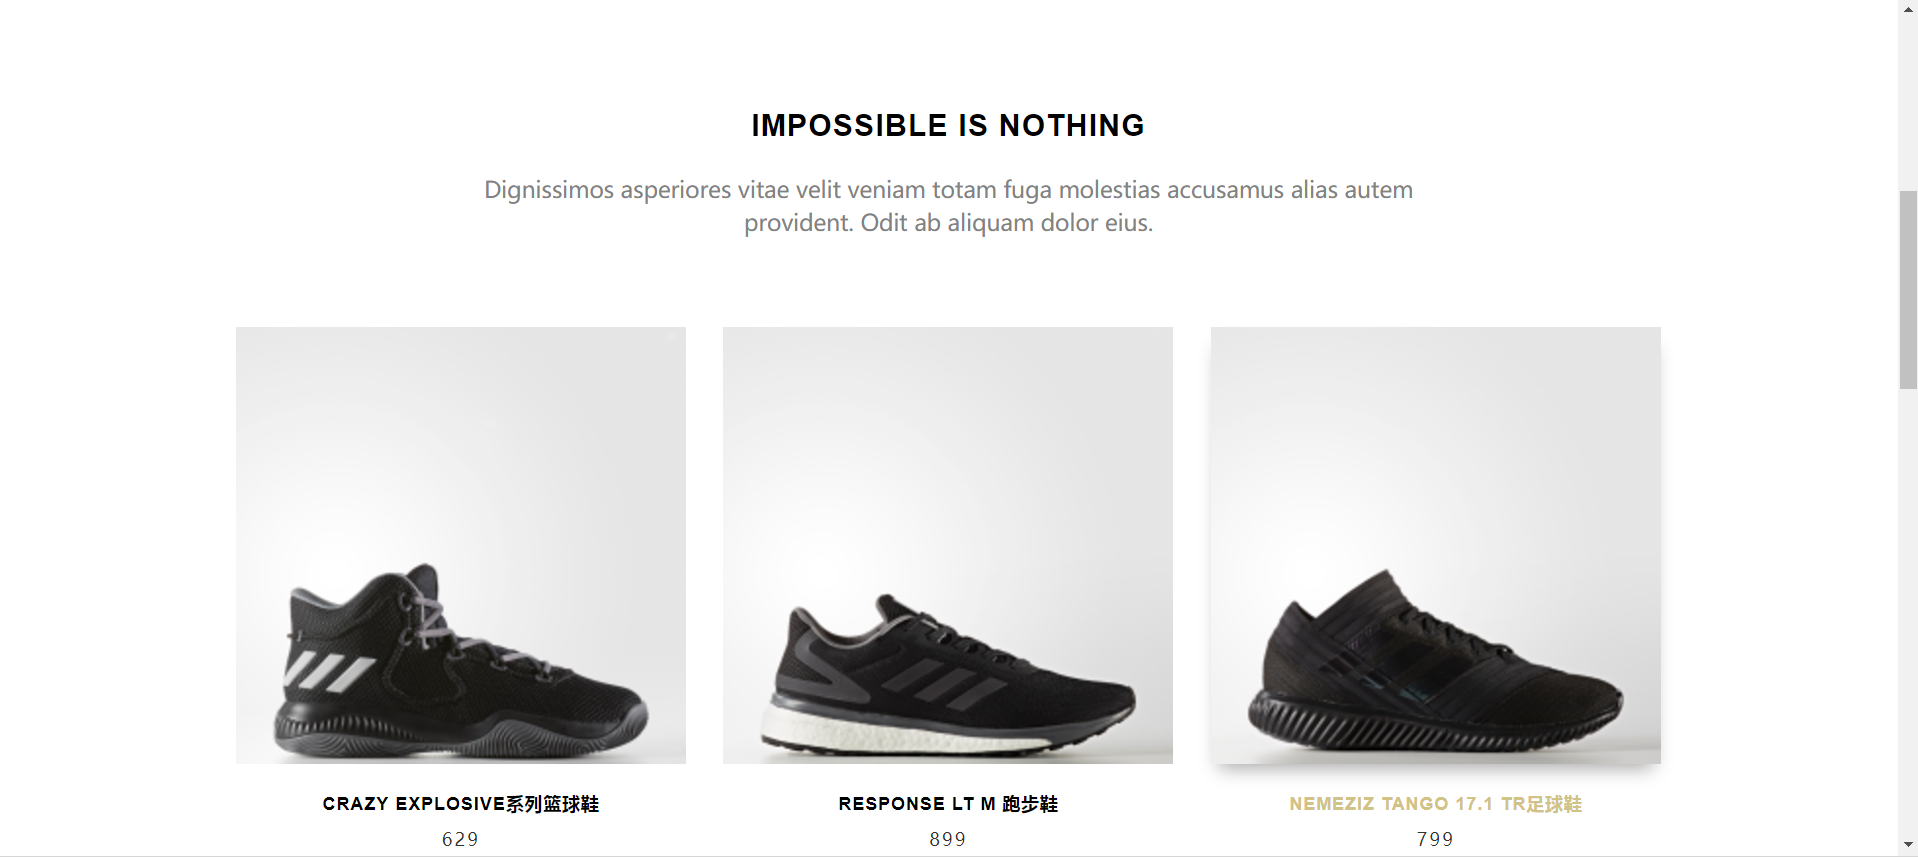 IMPOSSIBLE IS NOTHING
Dignissimos asperiores vitae velit veniam totam fuga molestias accusamus alias autem
provident. Odit ab aliquam dolor eius.
CRAZY EXPLOSIVE系列篮球鞋
RESPONSE LT M 跑步鞋
NEMEZIZ TANGO 17.1 TR足球鞋
629
899
799